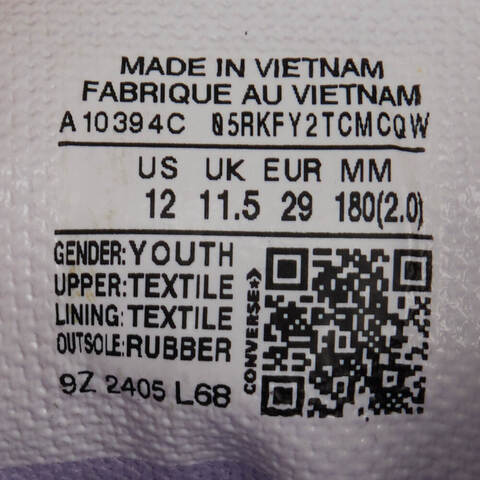 MADE IN VIETNAM
FABRIQUE AU VIETNAM
A10394C 05RKFY2TCMCQW
US UK EUR MM
12 11.5 29 180(2.0)
GENDER:YOUTH
UPPER:TEXTILE
LINING:TEXTILE
OUTSOLE:RUBBER
9Z 2405 L68
CONVERSE